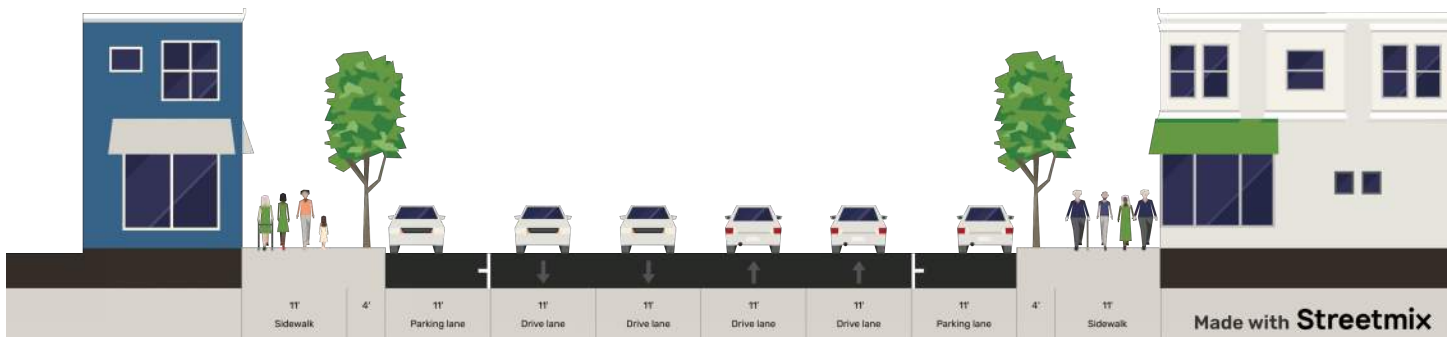 11'
Sidewalk
4'
11'
Parking lane
11'
Drive lane
11'
Drive lane
11'
Drive lane
11'
Drive lane
11'
Parking lane
4'
11'
Sidewalk
Made with Streetmix